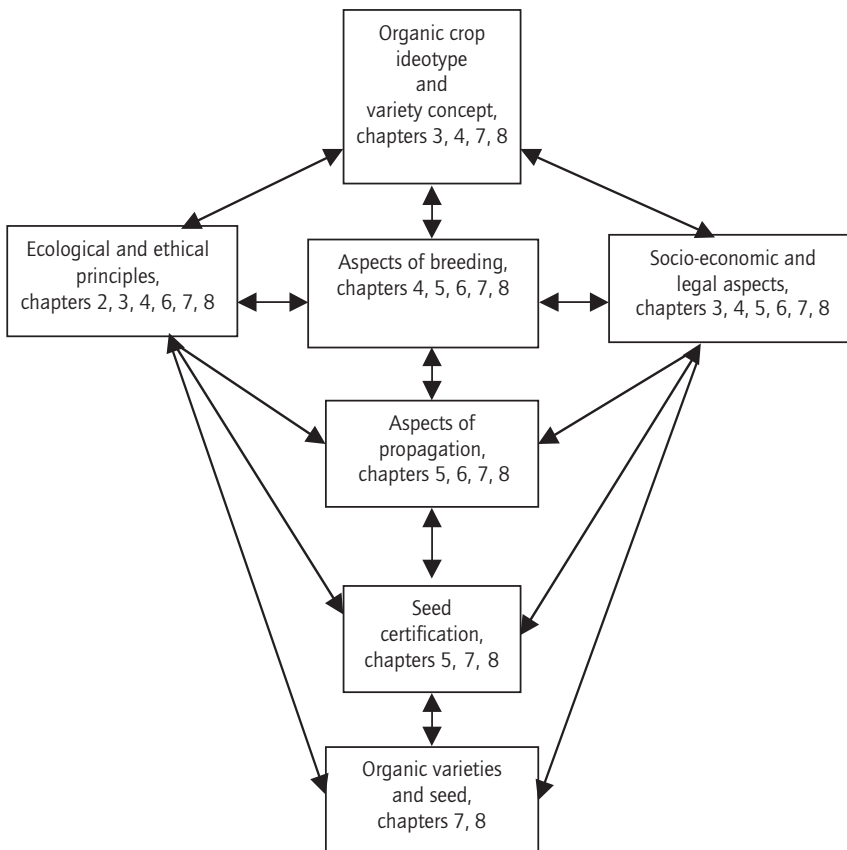 Organic crop
ideotype
and
variety concept,
chapters 3, 4, 7, 8
Ecological and ethical
principles,
chapters 2, 3, 4, 6, 7, 8
Aspects of breeding,
chapters 4, 5, 6, 7, 8
Socio-economic and
legal aspects,
chapters 3, 4, 5, 6, 7, 8
Aspects of
propagation,
chapters 5, 6, 7, 8
Seed
certification,
chapters 5, 7, 8
Organic varieties
and seed,
chapters 7, 8